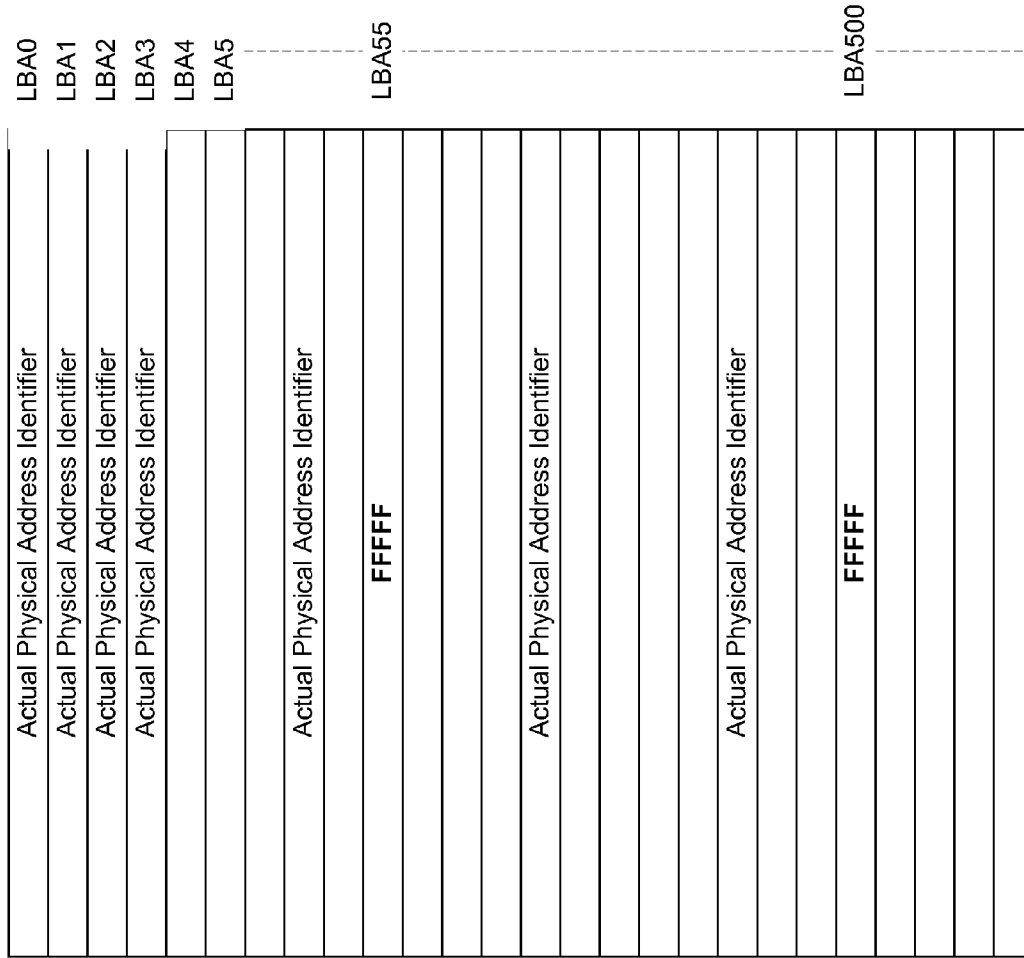 LBA0 Actual Physical Address Identifier
LBA1 Actual Physical Address Identifier
LBA2 Actual Physical Address Identifier
LBA3 Actual Physical Address Identifier
LBA4
LBA5
Actual Physical Address Identifier
LBA55 FFFFF
Actual Physical Address Identifier
Actual Physical Address Identifier
LBA500 FFFFF